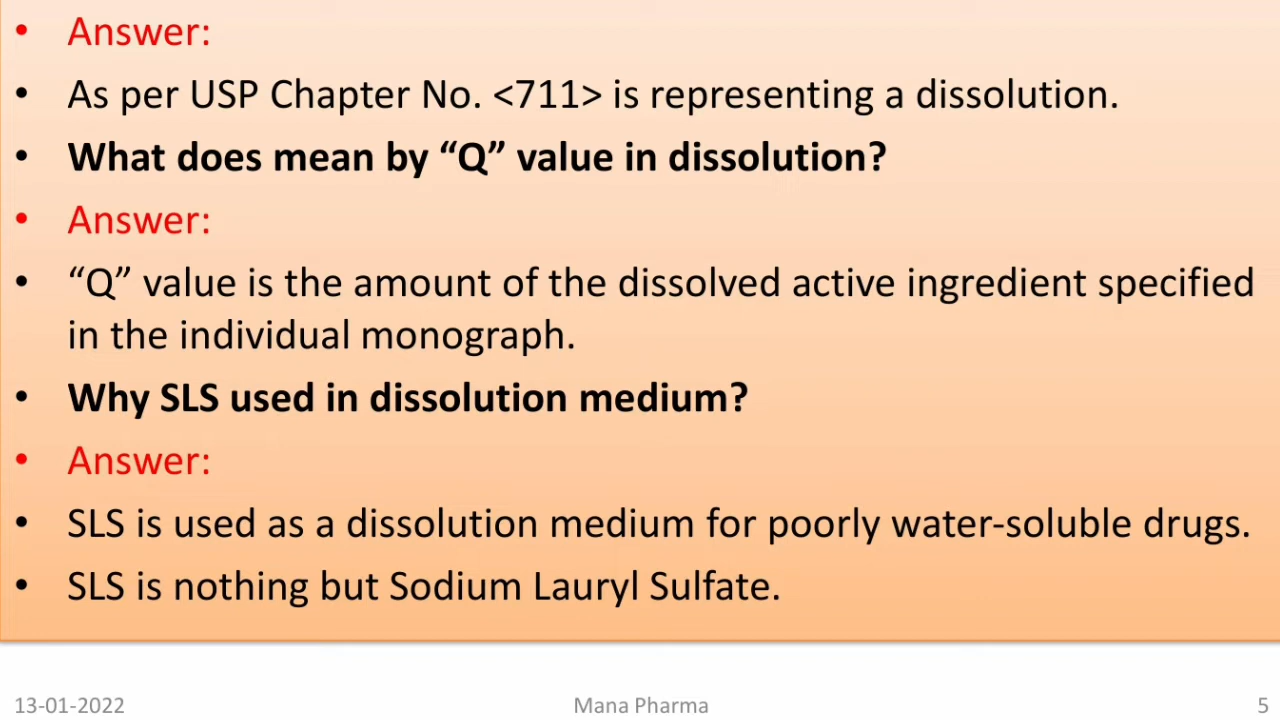 • Answer:
• As per USP Chapter No. <711> is representing a dissolution.
• What does mean by “Q” value in dissolution?
• Answer:
• “Q” value is the amount of the dissolved active ingredient specified
in the individual monograph.
• Why SLS used in dissolution medium?
• Answer:
• SLS is used as a dissolution medium for poorly water-soluble drugs.
• SLS is nothing but Sodium Lauryl Sulfate.
13-01-2022 Mana Pharma 5